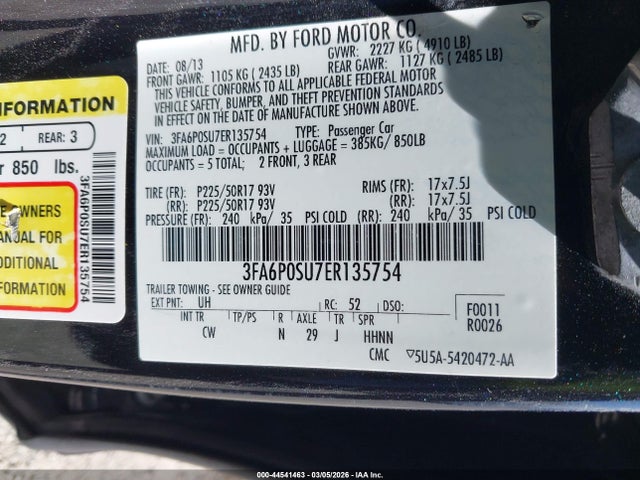 MFD. BY FORD MOTOR CO.
DATE: 08/13
GVWR: 2227 KG (4910 LB)
FRONT GAWR: 1105 KG (2435 LB)
REAR GAWR: 1127 KG (2485 LB)
THIS VEHICLE CONFORMS TO ALL APPLICABLE FEDERAL MOTOR
VEHICLE SAFETY, BUMPER, AND THEFT PREVENTION STANDARDS
IN EFFECT ON THE DATE OF MANUFACTURE SHOWN ABOVE.
VIN: 3FA6P0SU7ER135754 TYPE: Passenger Car
MAXIMUM LOAD = OCCUPANTS + LUGGAGE = 385KG/ 850LB
OCCUPANTS = 5 TOTAL; 2 FRONT, 3 REAR
TIRE (FR): P225/50R17 93V RIMS (FR): 17x7.5J
(RR): P225/50R17 93V (RR): 17x7.5J
PRESSURE (FR): 240 kPa/ 35 PSI COLD (RR): 240 kPa/ 35 PSI COLD
3FA6P0SU7ER135754
TRAILER TOWING - SEE OWNER GUIDE
EXT PNT: UH RC: 52 DSO:
INT TR TP/PS R AXLE TR SPR
CW N 29 J HHNN
F0011
R0026
CMC 5U5A-5420472-AA
INFORMATION
2 REAR: 3
850 lbs.
OWNERS
MANUAL FOR
ADDITIONAL
INFORMATION
3FA6P0SU7ER135754
000-44541463 - 03/05/2026 - IAA Inc.